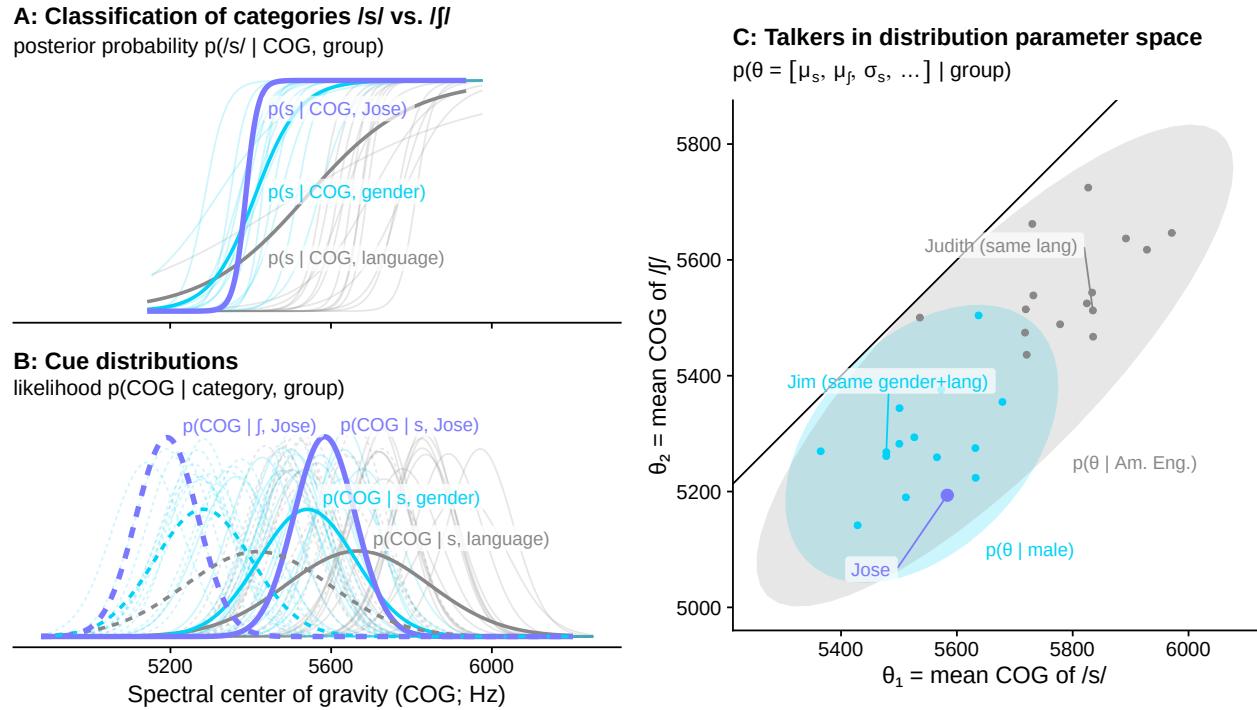 A: Classification of categories /s/ vs. /ʃ/
posterior probability p(/s/ | COG, group)
p(s | COG, Jose)
p(s | COG, gender)
p(s | COG, language)
B: Cue distributions
likelihood p(COG | category, group)
p(COG | ʃ, Jose)
p(COG | s, Jose)
p(COG | s, gender)
p(COG | s, language)
5200
5600
6000
Spectral center of gravity (COG; Hz)
C: Talkers in distribution parameter space
p(θ = [μₛ, μ_ʃ, σₛ, …] | group)
5800
5600
5400
5200
5000
θ₂ = mean COG of /ʃ/
Judith (same lang)
Jim (same gender+lang)
p(θ | Am. Eng.)
p(θ | male)
Jose
5400
5600
5800
6000
θ₁ = mean COG of /s/